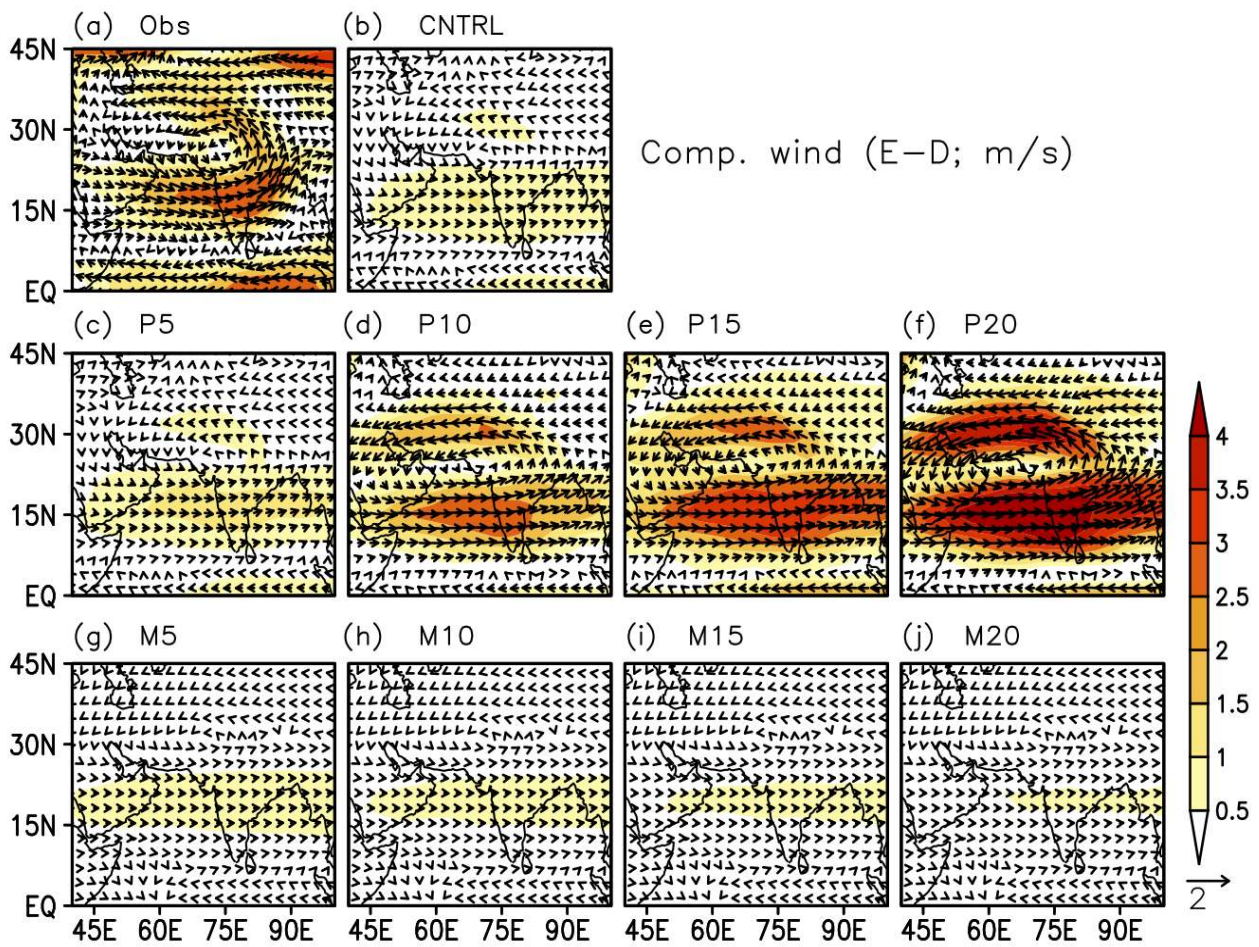 (a) Obs
(b) CNTRL
45N
30N
15N
EQ
Comp. wind (E−D; m/s)
(c) P5
(d) P10
(e) P15
(f) P20
45N
30N
15N
EQ
4
3.5
3
2.5
2
1.5
1
0.5
2
(g) M5
(h) M10
(i) M15
(j) M20
45N
30N
15N
EQ
45E 60E 75E 90E
45E 60E 75E 90E
45E 60E 75E 90E
45E 60E 75E 90E